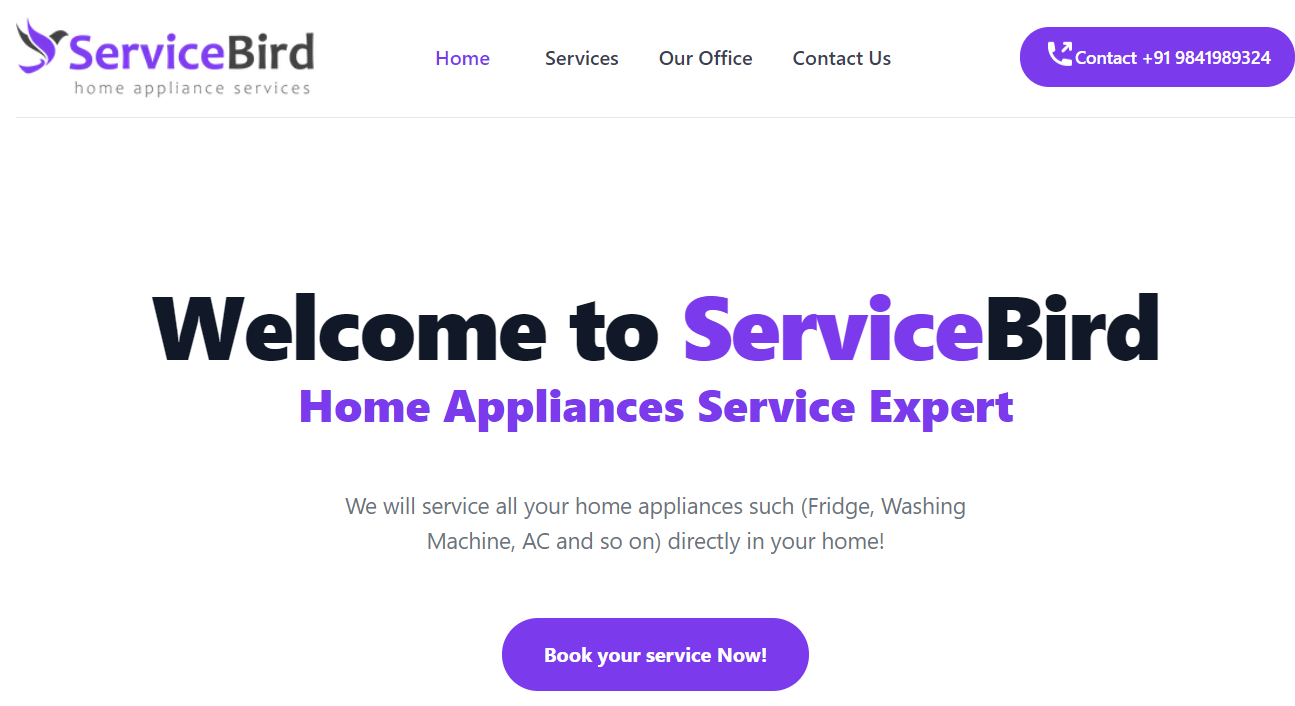 ServiceBird
home appliance services
Home
Services
Our Office
Contact Us
Contact +91 9841989324
Welcome to ServiceBird
Home Appliances Service Expert
We will service all your home appliances such (Fridge, Washing
Machine, AC and so on) directly in your home!
Book your service Now!